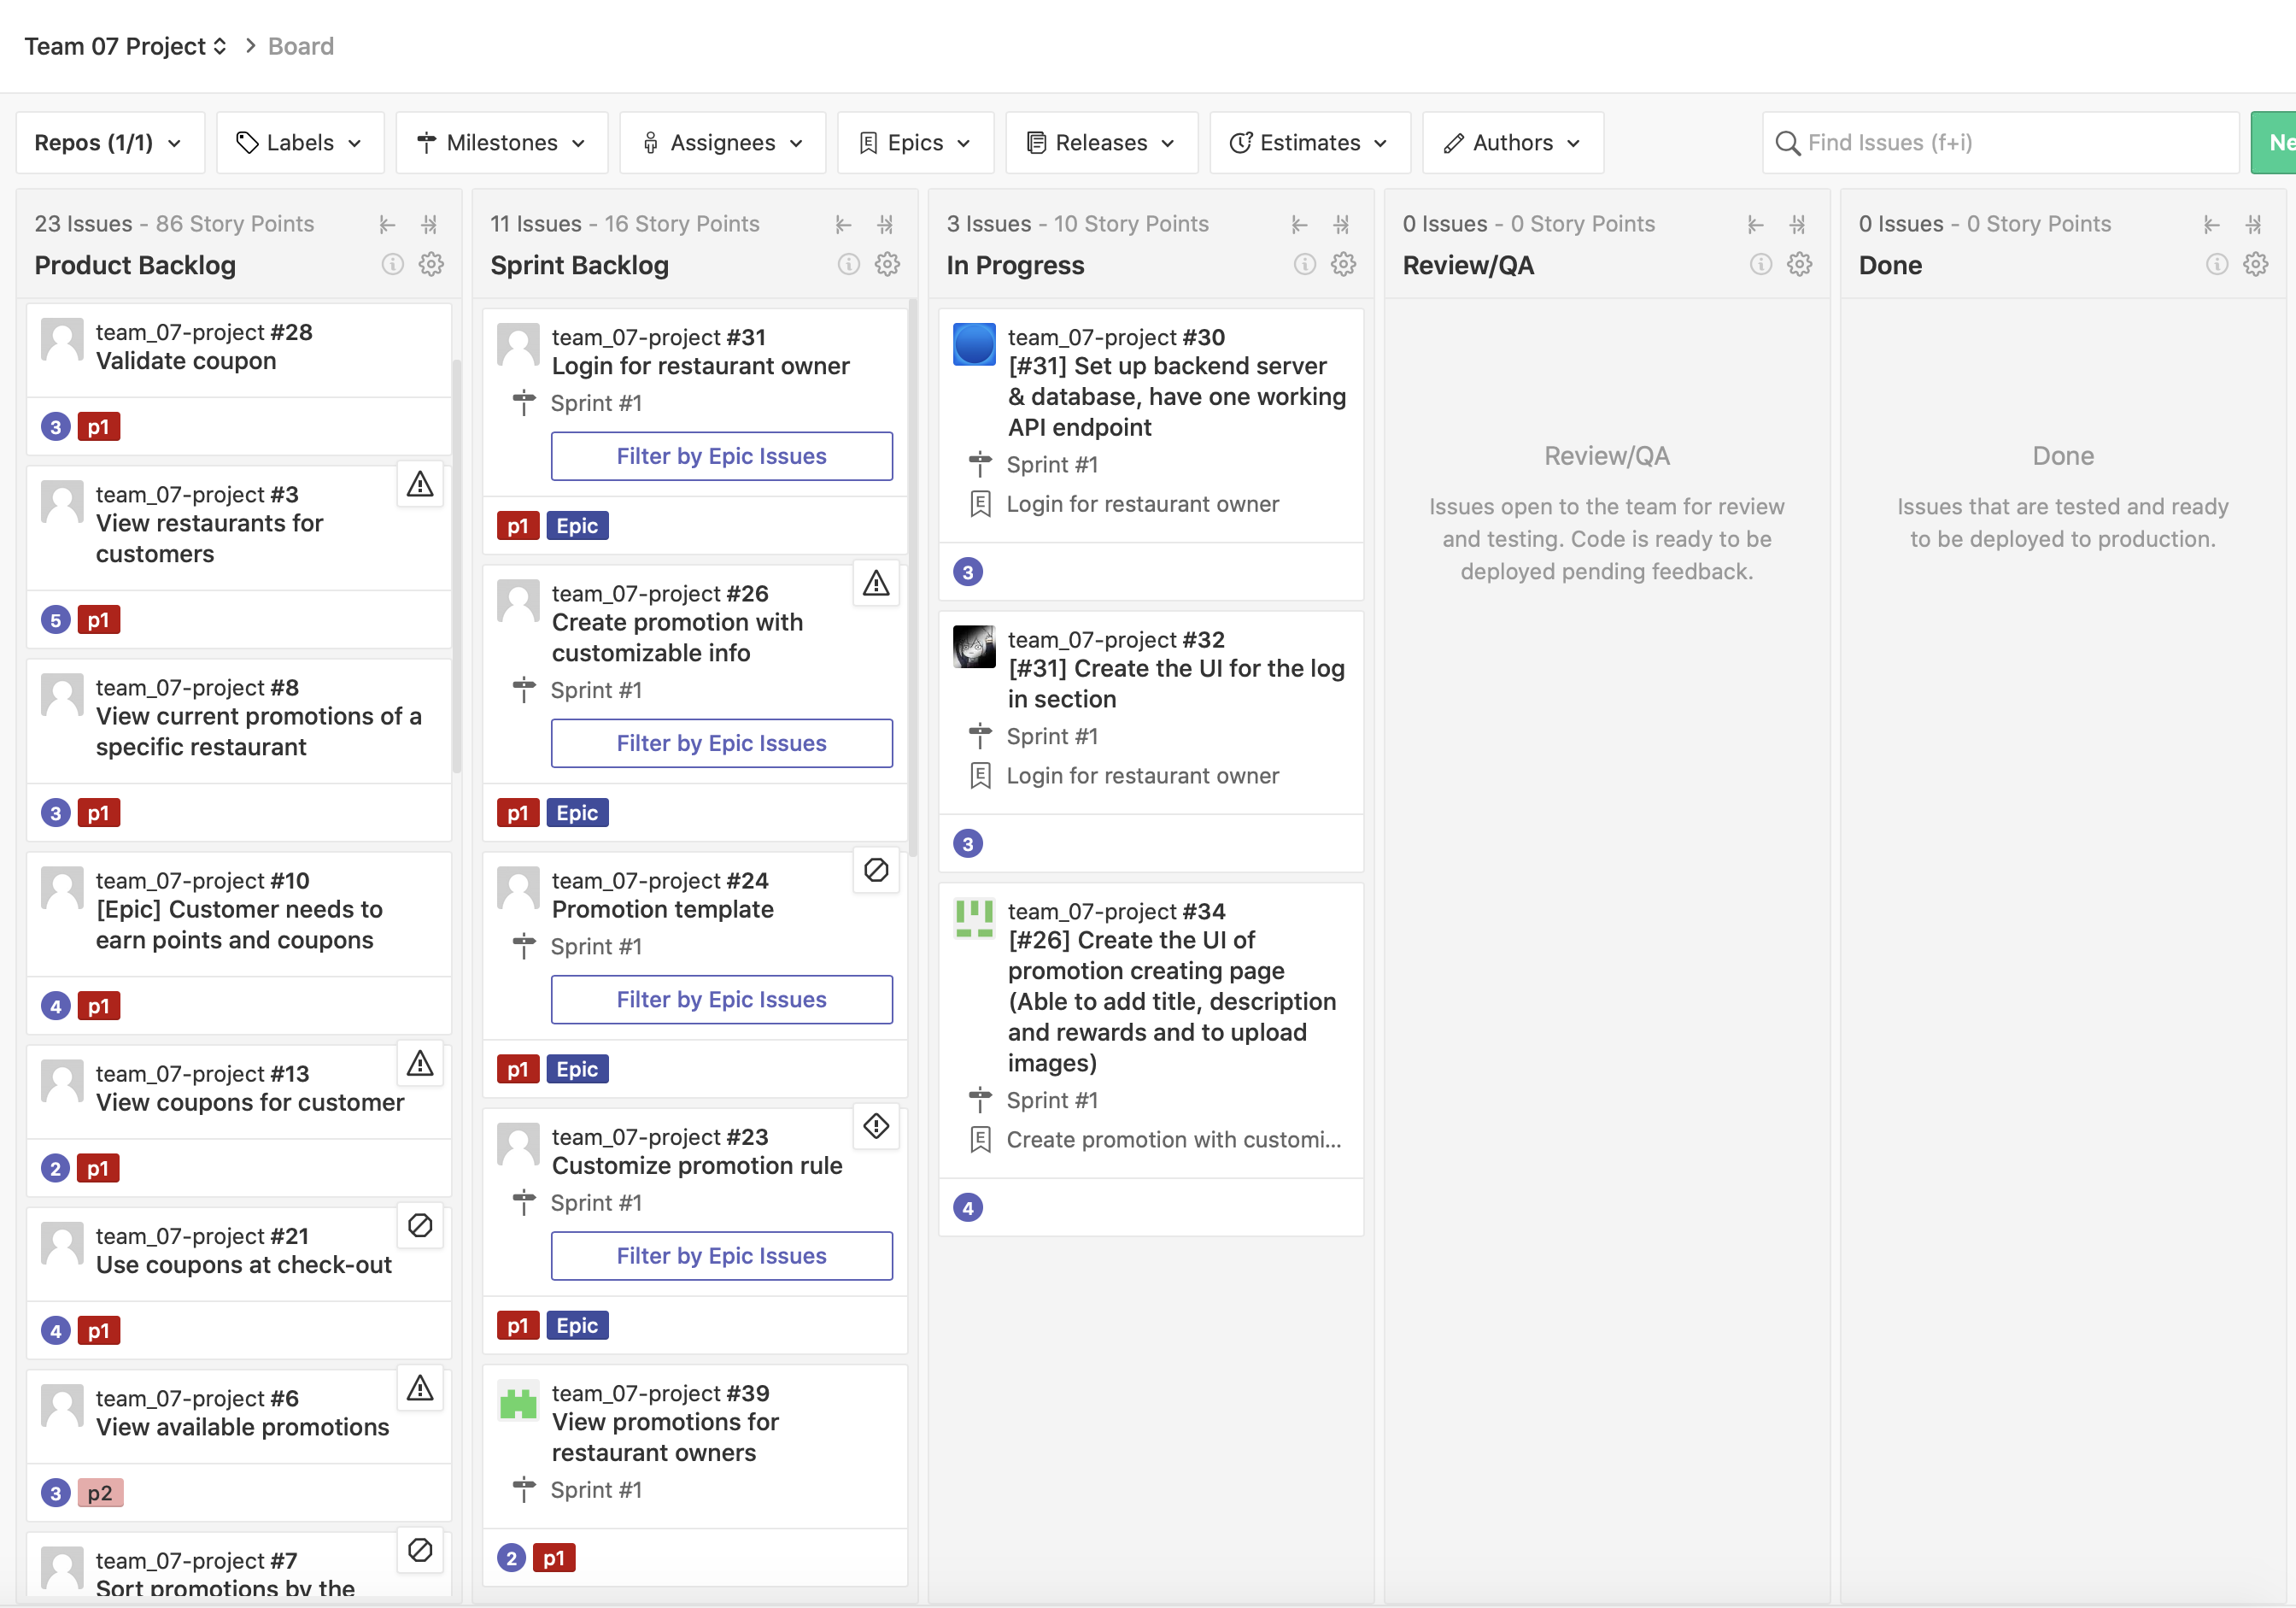 Team 07 Project > Board
Repos (1/1)
Labels
Milestones
Assignees
Epics
Releases
Estimates
Authors
Find Issues (f+i)
Ne
23 Issues - 86 Story Points
Product Backlog
team_07-project #28
Validate coupon
3 p1
team_07-project #3
View restaurants for
customers
5 p1
team_07-project #8
View current promotions of a
specific restaurant
3 p1
team_07-project #10
[Epic] Customer needs to
earn points and coupons
4 p1
team_07-project #13
View coupons for customer
2 p1
team_07-project #21
Use coupons at check-out
4 p1
team_07-project #6
View available promotions
3 p2
team_07-project #7
Sort promotions by the
11 Issues - 16 Story Points
Sprint Backlog
team_07-project #31
Login for restaurant owner
Sprint #1
Filter by Epic Issues
p1 Epic
team_07-project #26
Create promotion with
customizable info
Sprint #1
Filter by Epic Issues
p1 Epic
team_07-project #24
Promotion template
Sprint #1
Filter by Epic Issues
p1 Epic
team_07-project #23
Customize promotion rule
Sprint #1
Filter by Epic Issues
p1 Epic
team_07-project #39
View promotions for
restaurant owners
Sprint #1
2 p1
3 Issues - 10 Story Points
In Progress
team_07-project #30
[#31] Set up backend server
& database, have one working
API endpoint
Sprint #1
E Login for restaurant owner
3
team_07-project #32
[#31] Create the UI for the log
in section
Sprint #1
E Login for restaurant owner
3
team_07-project #34
[#26] Create the UI of
promotion creating page
(Able to add title, description
and rewards and to upload
images)
Sprint #1
E Create promotion with customi...
4
0 Issues - 0 Story Points
Review/QA
Review/QA
Issues open to the team for review
and testing. Code is ready to be
deployed pending feedback.
0 Issues - 0 Story Points
Done
Done
Issues that are tested and ready
to be deployed to production.